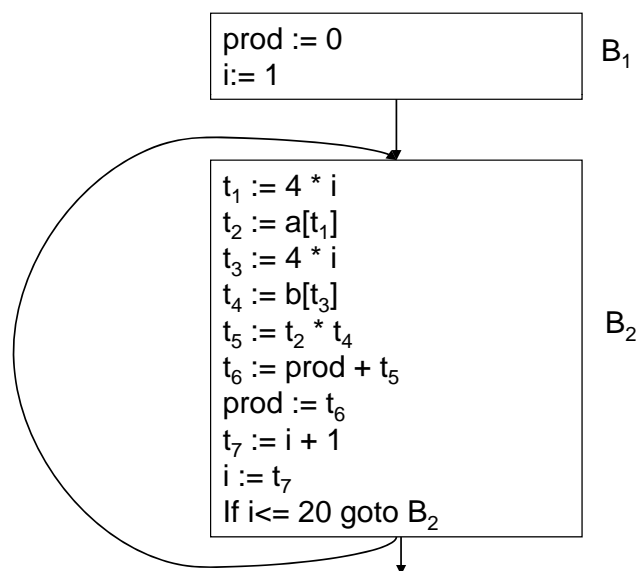 prod := 0
i:= 1
B₁
t₁ := 4 * i
t₂ := a[t₁]
t₃ := 4 * i
t₄ := b[t₃]
t₅ := t₂ * t₄
t₆ := prod + t₅
prod := t₆
t₇ := i + 1
i := t₇
If i<= 20 goto B₂
B₂